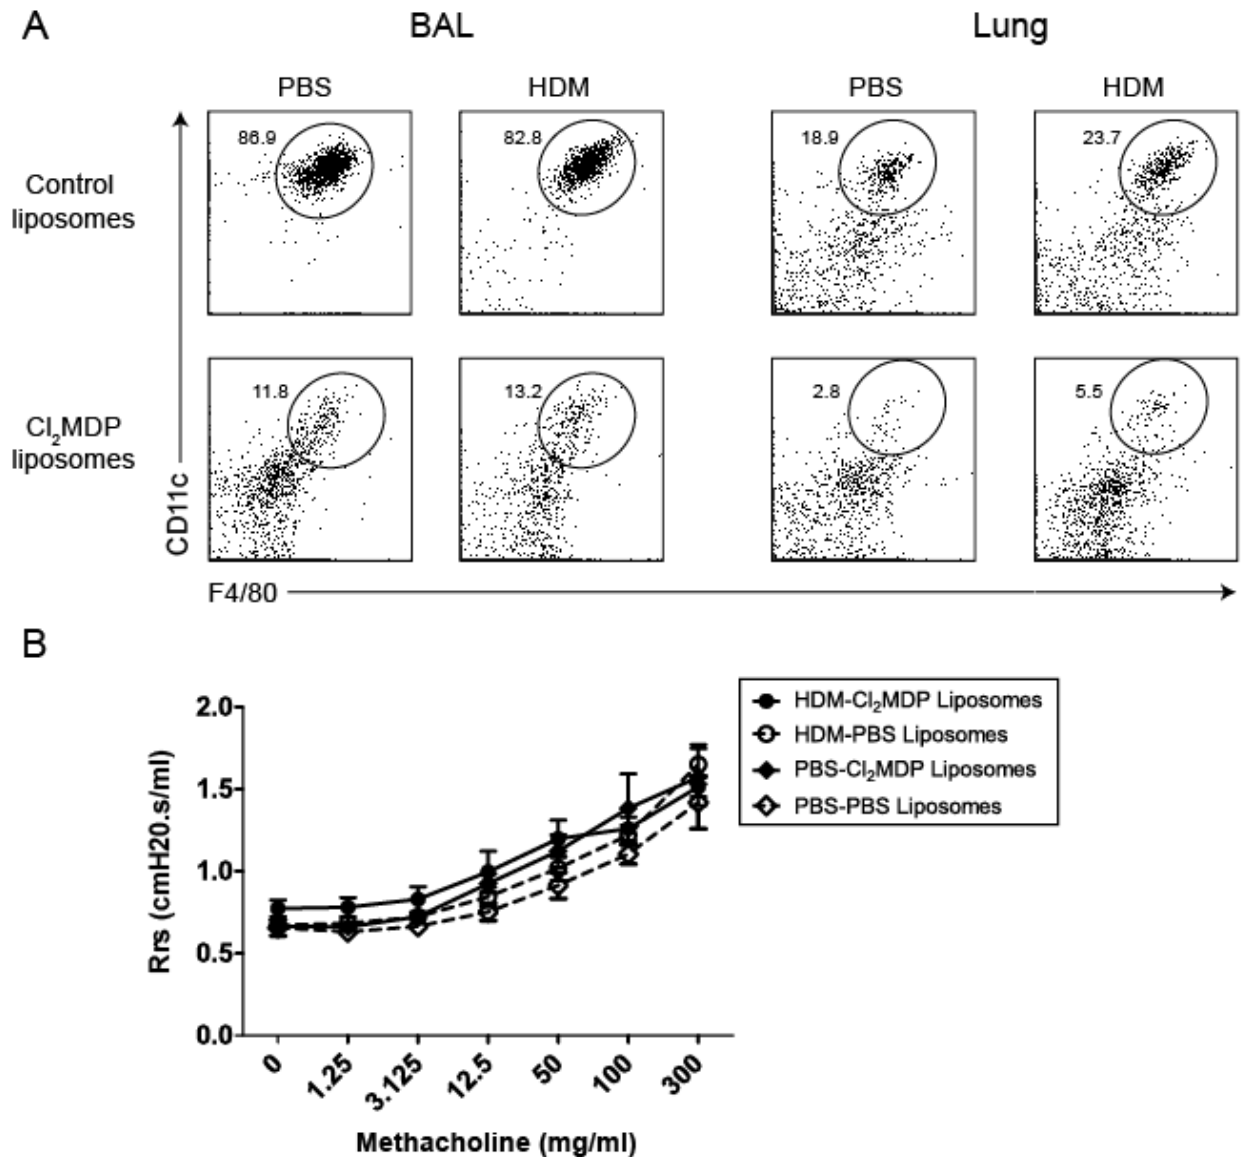 A
BAL
Lung
PBS
HDM
PBS
HDM
Control
liposomes
86.9
82.8
18.9
23.7
Cl₂MDP
liposomes
11.8
13.2
2.8
5.5
CD11c
F4/80
B
Rrs (cmH20.s/ml)
2.0
1.5
1.0
0.5
0.0
0
1.25
3.125
12.5
50
100
300
Methacholine (mg/ml)
HDM-Cl₂MDP Liposomes
HDM-PBS Liposomes
PBS-Cl₂MDP Liposomes
PBS-PBS Liposomes